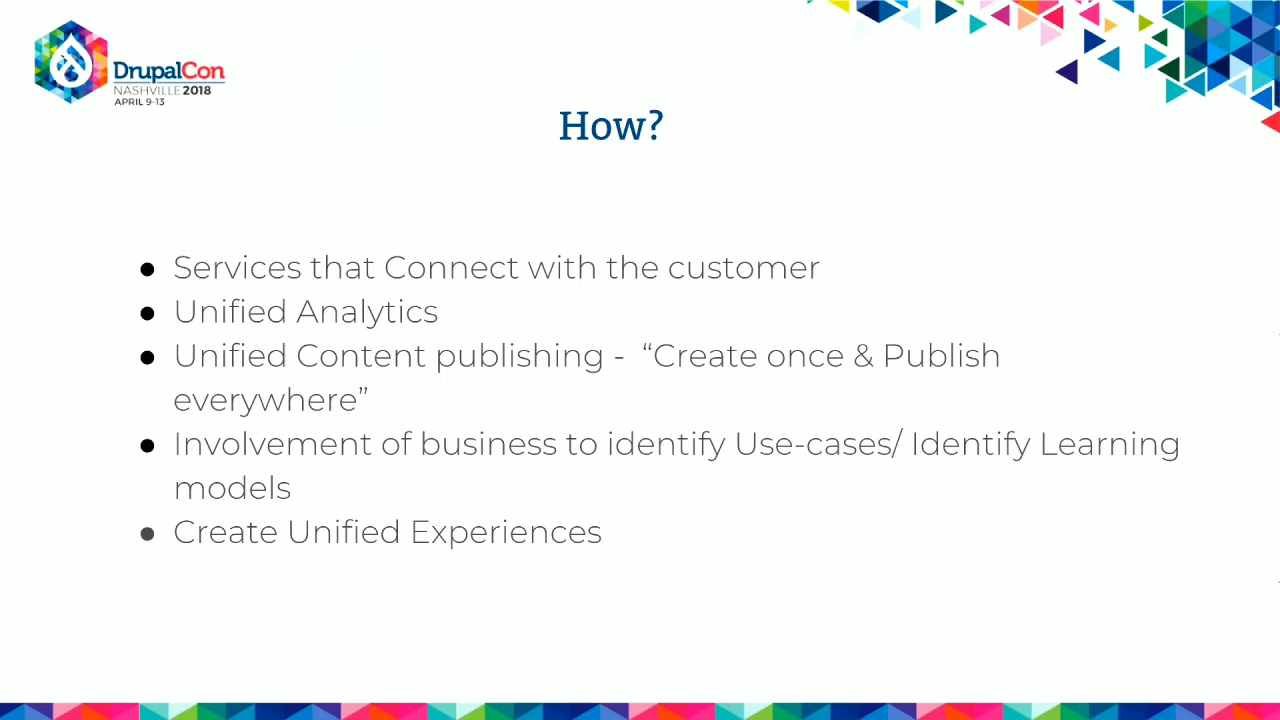 DrupalCon
NASHVILLE 2018
APRIL 9-13
How?
● Services that Connect with the customer
● Unified Analytics
● Unified Content publishing - “Create once & Publish
everywhere”
● Involvement of business to identify Use-cases/ Identify Learning
models
● Create Unified Experiences